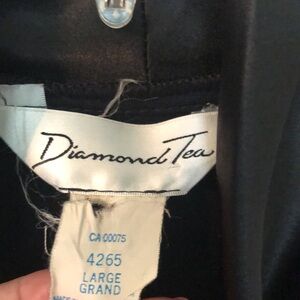 Diamond Tea
CA 00075
4265
LARGE
GRAND